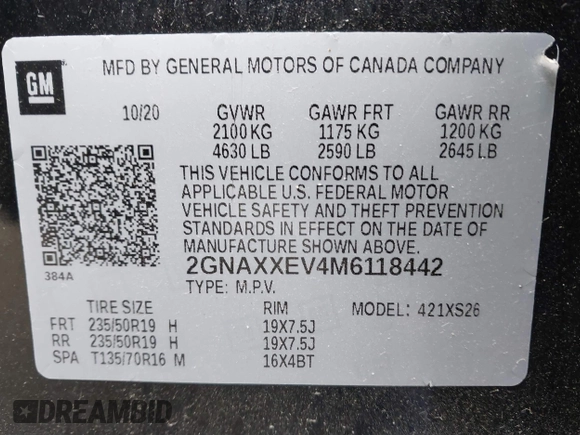 GM
MFD BY GENERAL MOTORS OF CANADA COMPANY
10/20 GVWR GAWR FRT GAWR RR
2100 KG 1175 KG 1200 KG
4630 LB 2590 LB 2645 LB
THIS VEHICLE CONFORMS TO ALL
APPLICABLE U.S. FEDERAL MOTOR
VEHICLE SAFETY AND THEFT PREVENTION
STANDARDS IN EFFECT ON THE DATE OF
MANUFACTURE SHOWN ABOVE.
384A
2GNAXXEV4M6118442
TYPE: M.P.V. MODEL: 421XS26
TIRE SIZE RIM
FRT 235/50R19 H 19X7.5J
RR 235/50R19 H 19X7.5J
SPA T135/70R16 M 16X4BT
DREAMBID